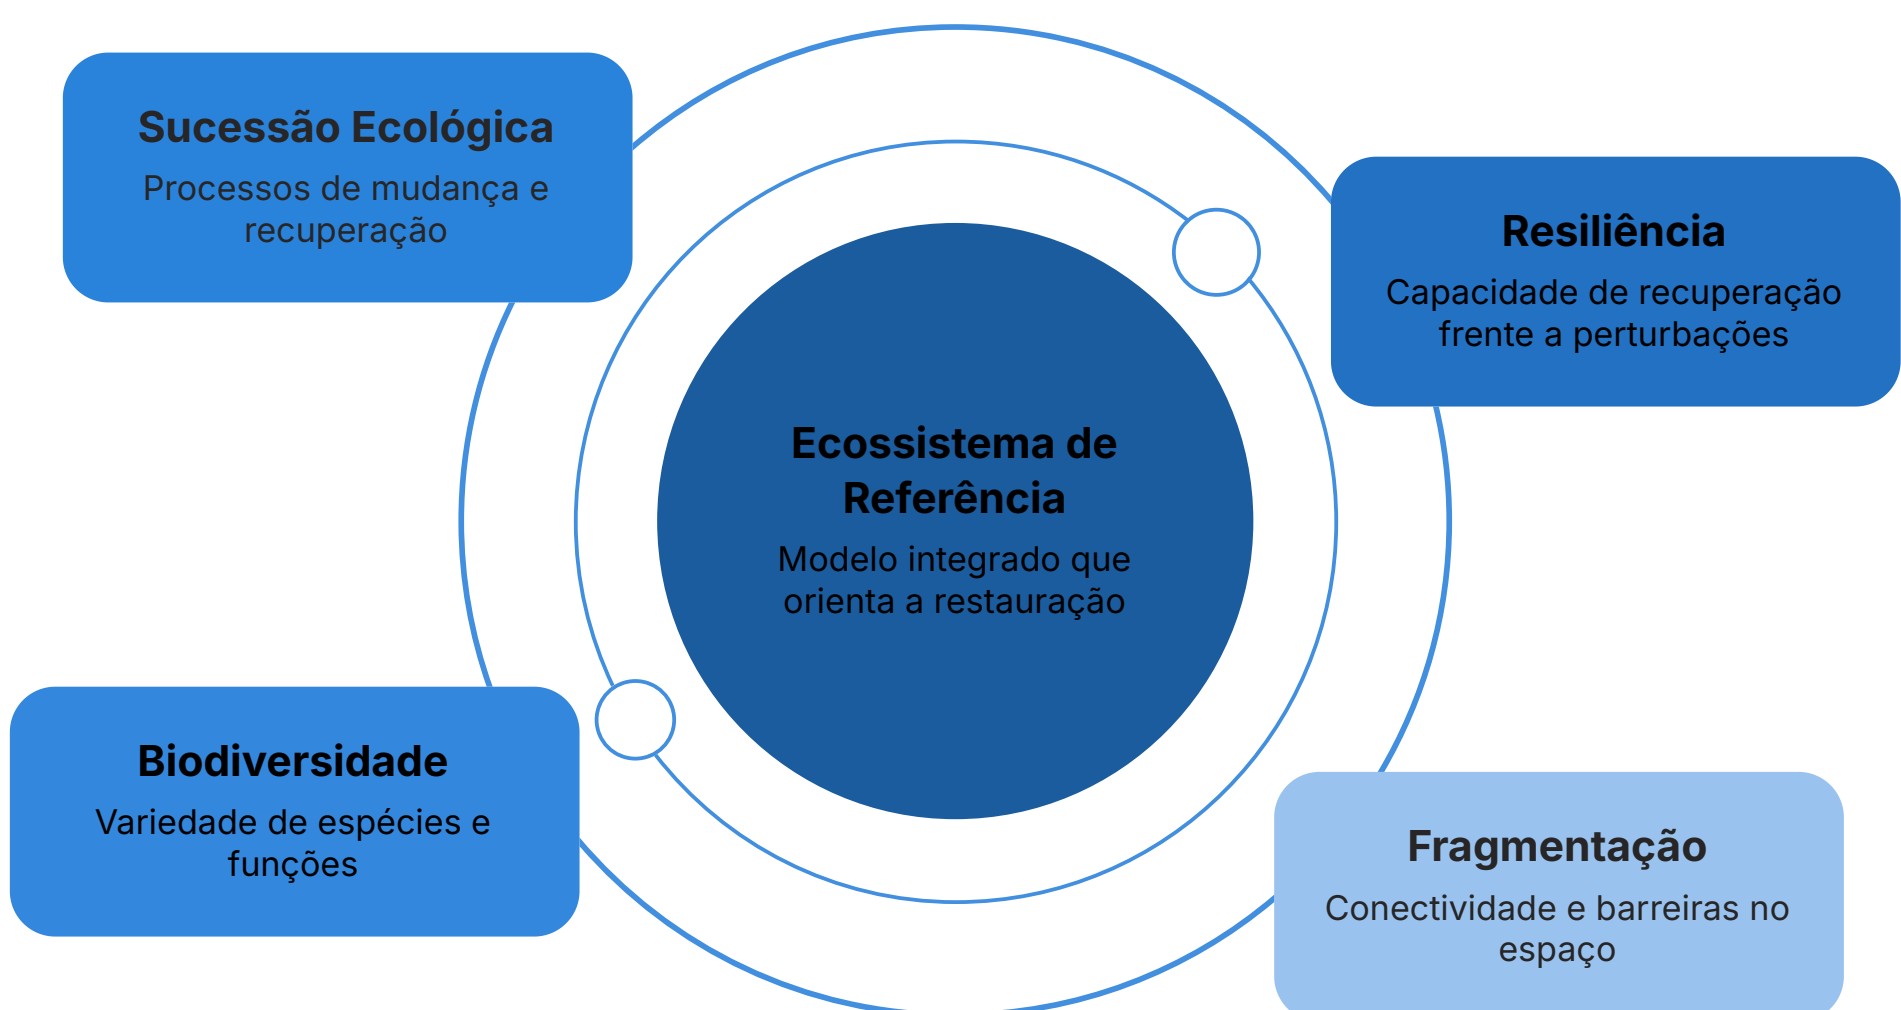 Sucessão Ecológica
Processos de mudança e
recuperação
Resiliência
Capacidade de recuperação
frente a perturbações
Ecossistema de
Referência
Modelo integrado que
orienta a restauração
Biodiversidade
Variedade de espécies e
funções
Fragmentação
Conectividade e barreiras no
espaço